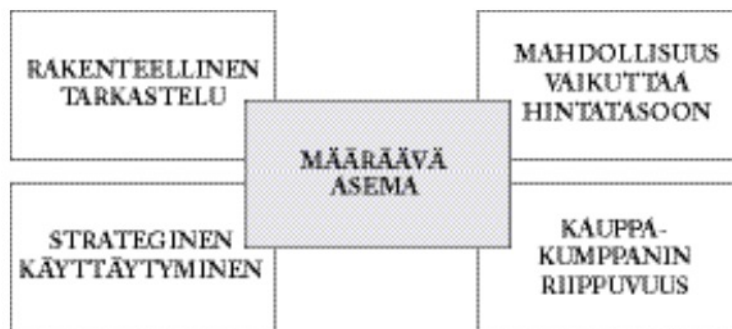 RAKENTEELLINEN
TARKASTELU
MAHDOLLISUUS
VAIKUTTAA
HINTATASOON
MÄÄRÄÄVÄ
ASEMA
STRATEGINEN
KÄYTTÄYTYMINEN
KAUPPA-
KUMPPANIN
RIIPPUVUUS